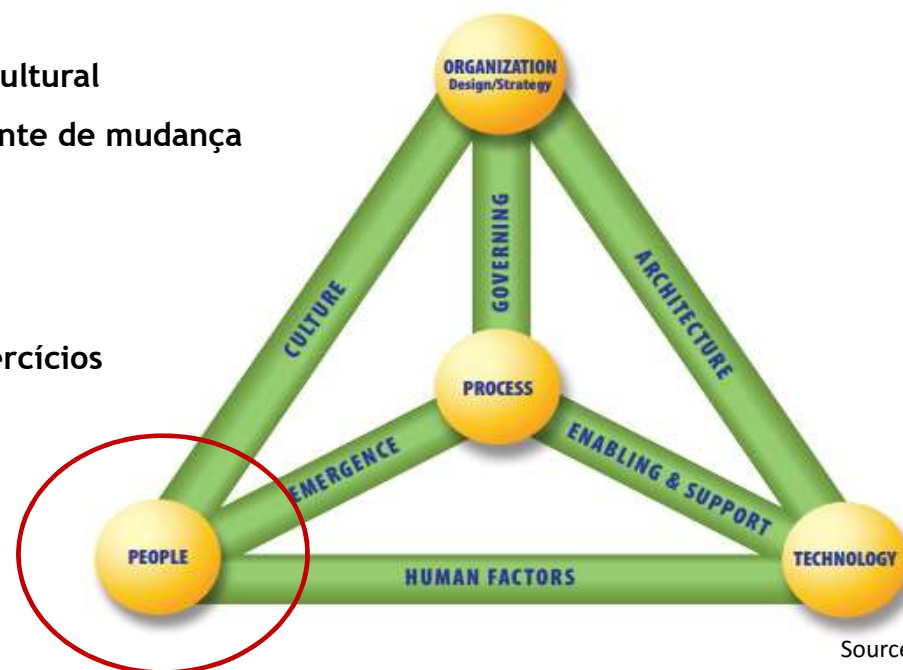 ultural
nte de mudança
ercícios
ORGANIZATION
Design/Strategy
CULTURE
GOVERNING
ARCHITECTURE
PROCESS
EMERGENCE
ENABLING & SUPPORT
PEOPLE
HUMAN FACTORS
TECHNOLOGY
Source